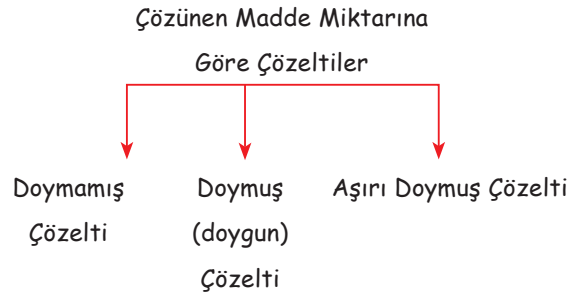 Çözünen Madde Miktarına
Göre Çözeltiler
Doymamış
Çözelti
Doymuş
(doygun)
Çözelti
Aşırı Doymuş Çözelti